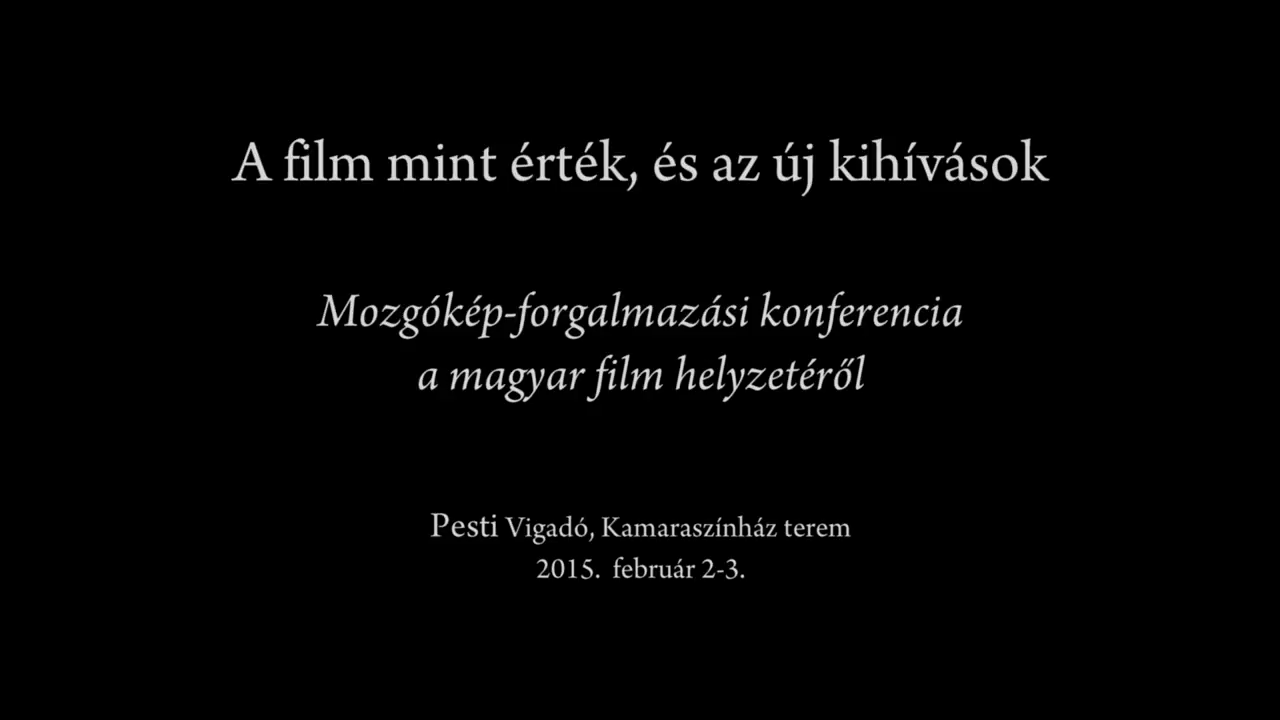 A film mint érték, és az új kihívások
Mozgókép-forgalmazási konferencia
a magyar film helyzetéről
Pesti Vigadó, Kamaraszínház terem
2015. február 2-3.